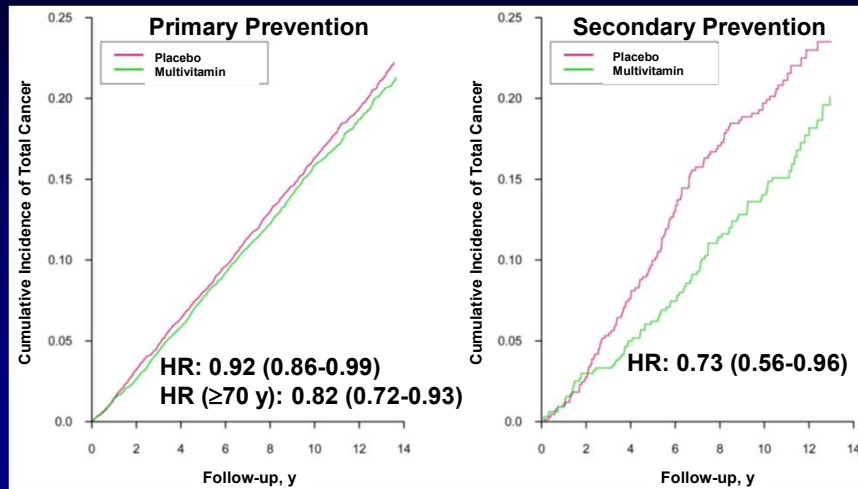 Primary Prevention
Placebo
Multivitamin
Cumulative Incidence of Total Cancer
0.25
0.20
0.15
0.10
0.05
0.0
HR: 0.92 (0.86-0.99)
HR (≥70 y): 0.82 (0.72-0.93)
0 2 4 6 8 10 12 14
Follow-up, y
Secondary Prevention
Placebo
Multivitamin
Cumulative Incidence of Total Cancer
0.25
0.20
0.15
0.10
0.05
0.0
HR: 0.73 (0.56-0.96)
0 2 4 6 8 10 12 14
Follow-up, y